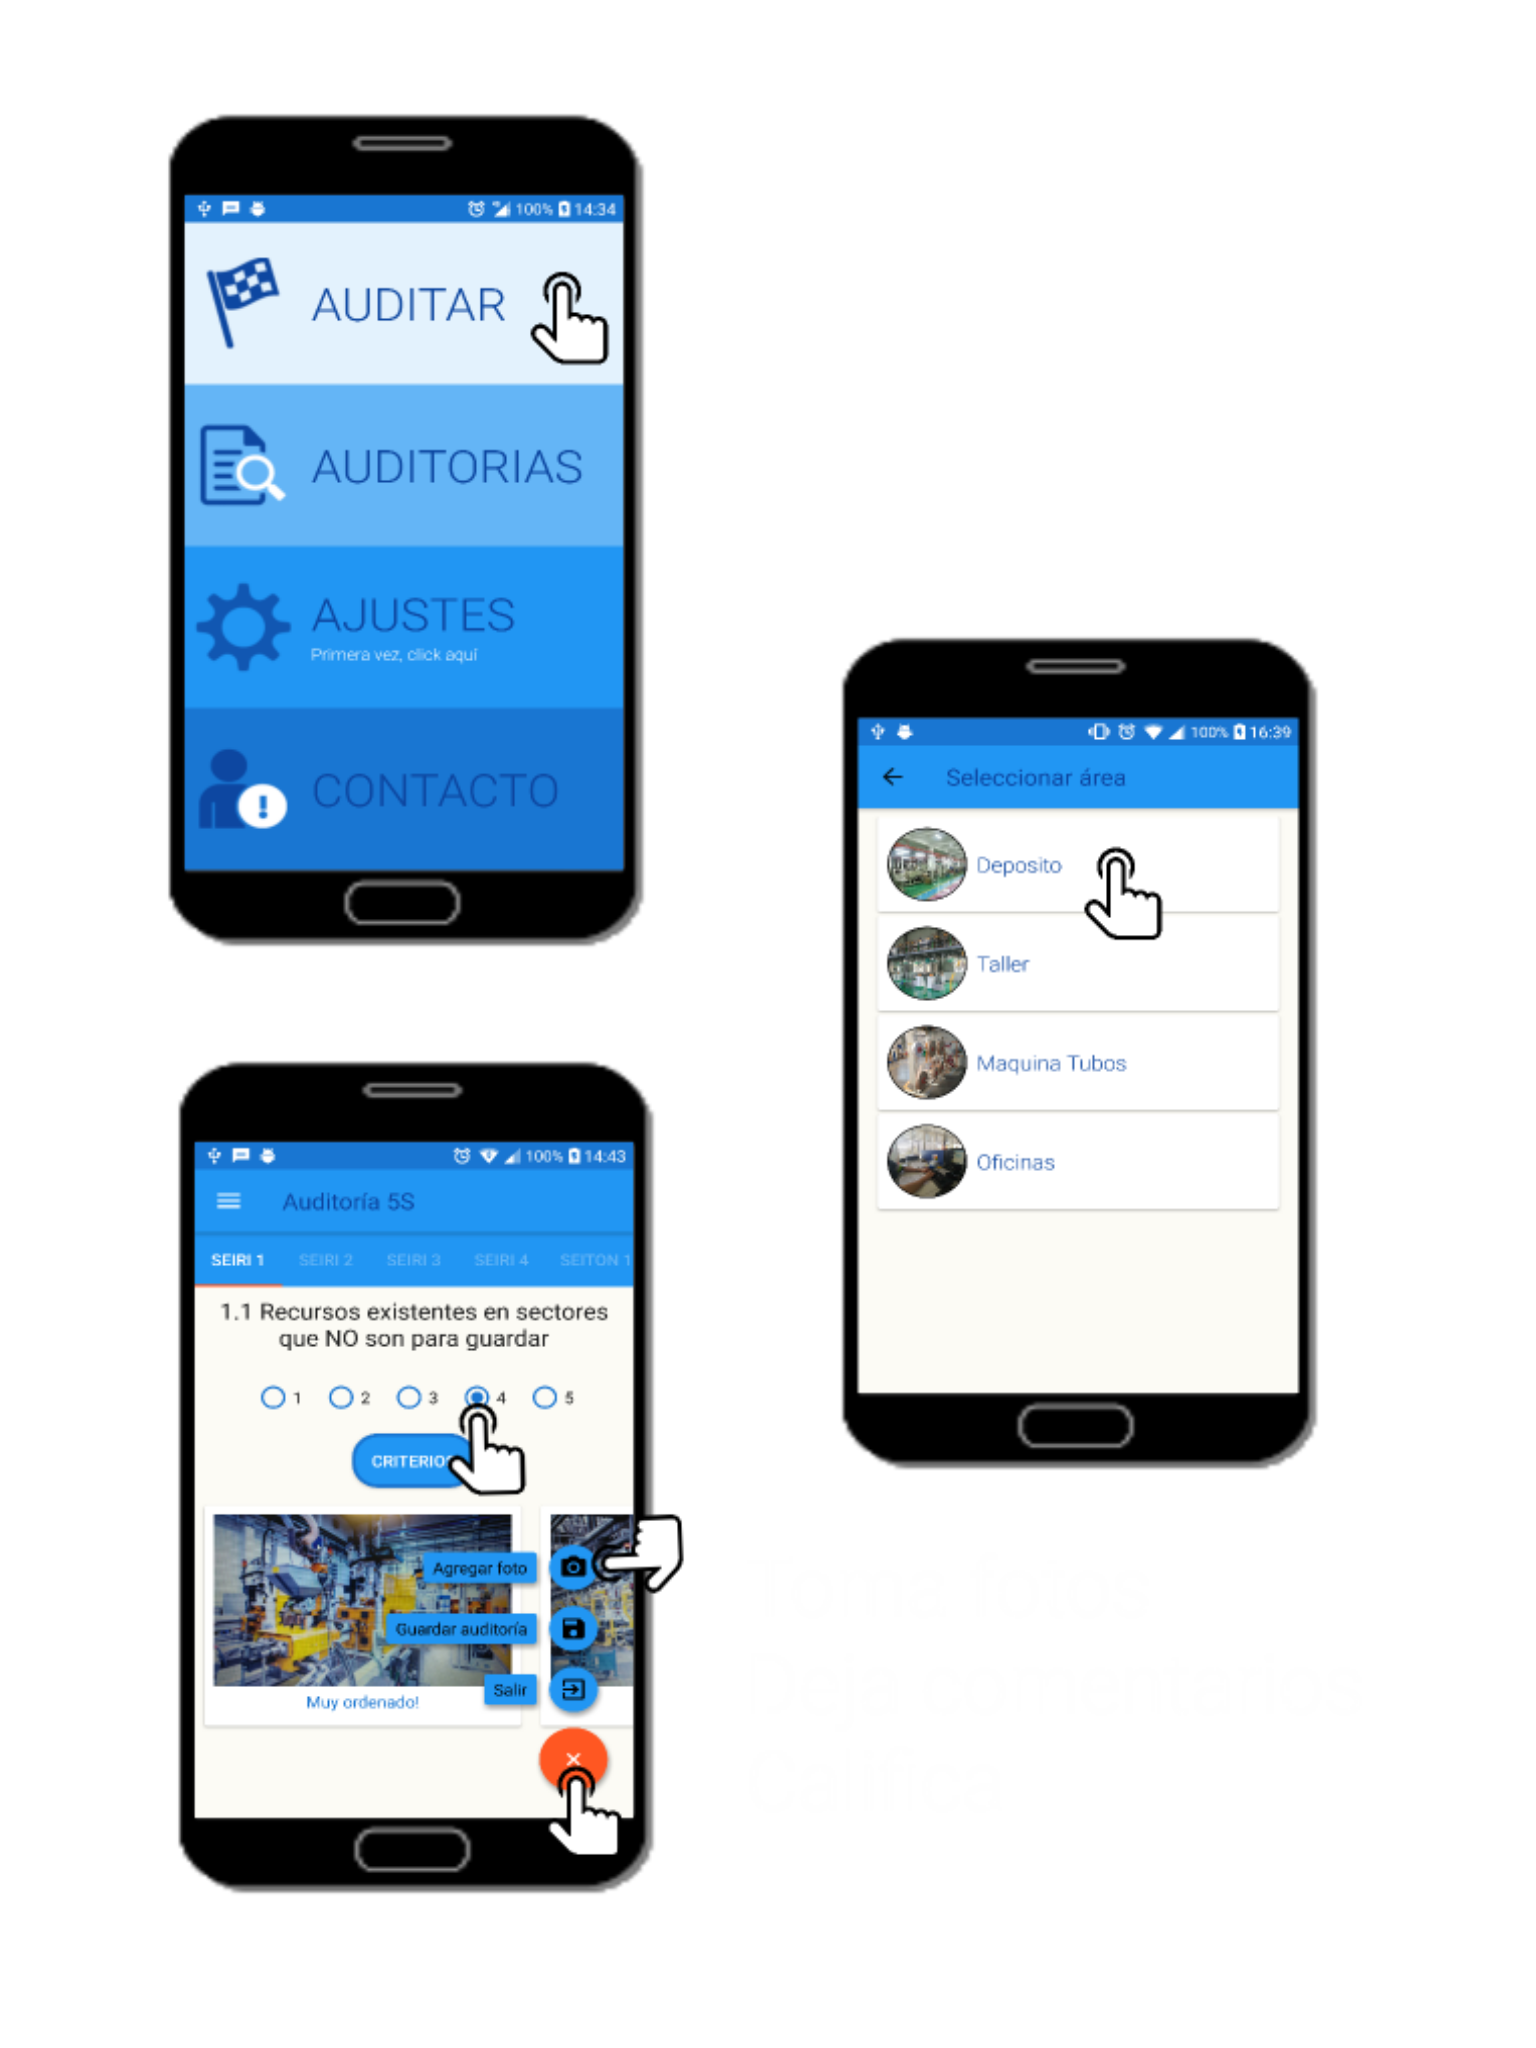 100% 14:34
AUDITAR
AUDITORIAS
AJUSTES
Primera vez, click aquí
CONTACTO
100% 16:39
Seleccionar área
Deposito
Taller
Maquina Tubos
Oficinas
100% 14:43
Auditoría 5S
SEIRI 1 SEIRI 2 SEIRI 3 SEIRI 4 SEITON 1
1.1 Recursos existentes en sectores
que NO son para guardar
1 2 3 4 5
Agregar foto
Guardar auditoría
Salir
Muy ordenado!